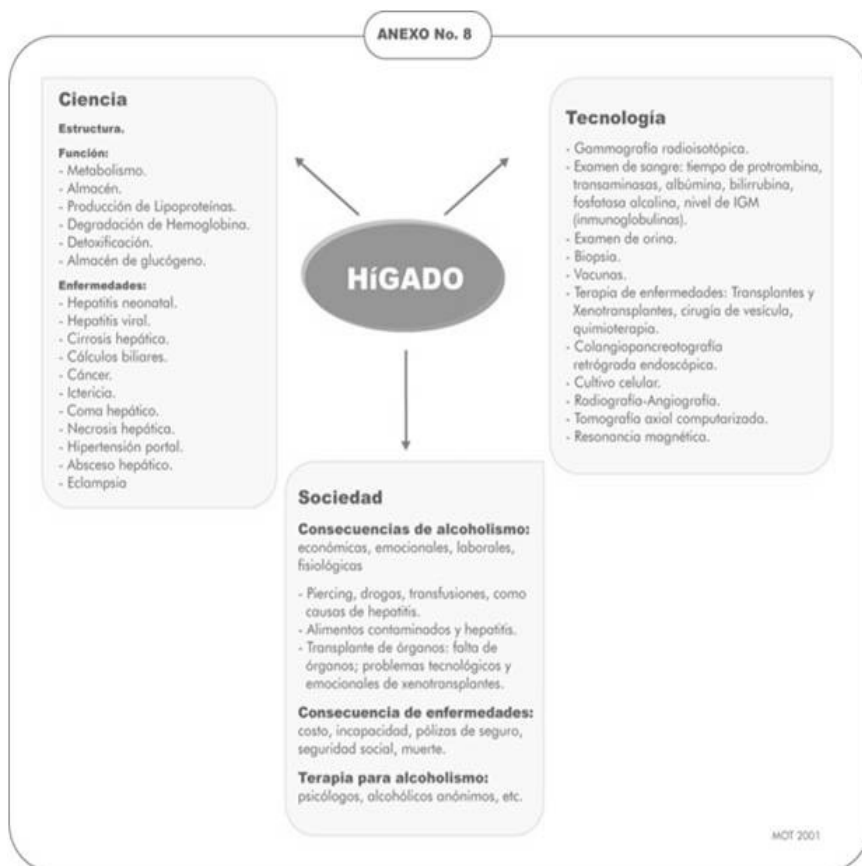 ANEXO No. 8
Ciencia
Estructura.
Función:
- Metabolismo.
- Almacén.
- Producción de Lipoproteínas.
- Degradación de Hemoglobina.
- Detoxificación.
- Almacén de glucógeno.
Enfermedades:
- Hepatitis neonatal.
- Hepatitis viral.
- Cirrosis hepática.
- Cálculos biliares.
- Cáncer.
- Ictericia.
- Coma hepático.
- Necrosis hepática.
- Hipertensión portal.
- Absceso hepático.
- Eclampsia
HíGADO
Tecnología
- Gammagrafía radioisotópica.
- Examen de sangre: tiempo de protrombina,
transaminasas, albúmina, bilirrubina,
fosfatasa alcalina, nivel de IGM
(inmunoglobulinas).
- Examen de orina.
- Biopsia.
- Vacunas.
- Terapia de enfermedades: Transplantes y
Xenotransplantes, cirugía de vesícula,
quimioterapia.
- Colangiopancreatografía
retrógrada endoscópica.
- Cultivo celular.
- Radiografía-Angiografía.
- Tomografía axial computarizada.
- Resonancia magnética.
Sociedad
Consecuencias de alcoholismo:
económicas, emocionales, laborales,
fisiológicas
- Piercing, drogas, transfusiones, como
causas de hepatitis.
- Alimentos contaminados y hepatitis.
- Transplante de órganos: falta de
órganos; problemas tecnológicos y
emocionales de xenotransplantes.
Consecuencia de enfermedades:
costo, incapacidad, pólizas de seguro,
seguridad social, muerte.
Terapia para alcoholismo:
psicólogos, alcohólicos anónimos, etc.
MOT 2001